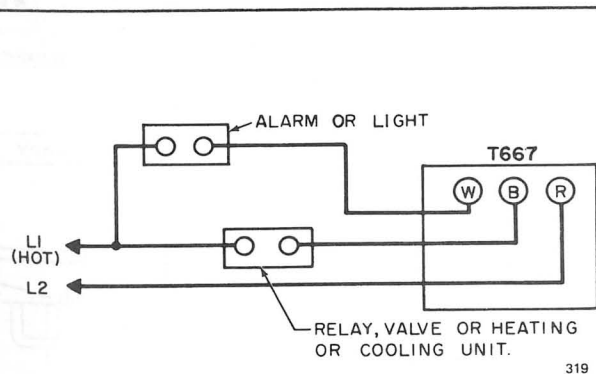 ALARM OR LIGHT
T667
W B R
L1
(HOT)
L2
RELAY, VALVE OR HEATING
OR COOLING UNIT.
319